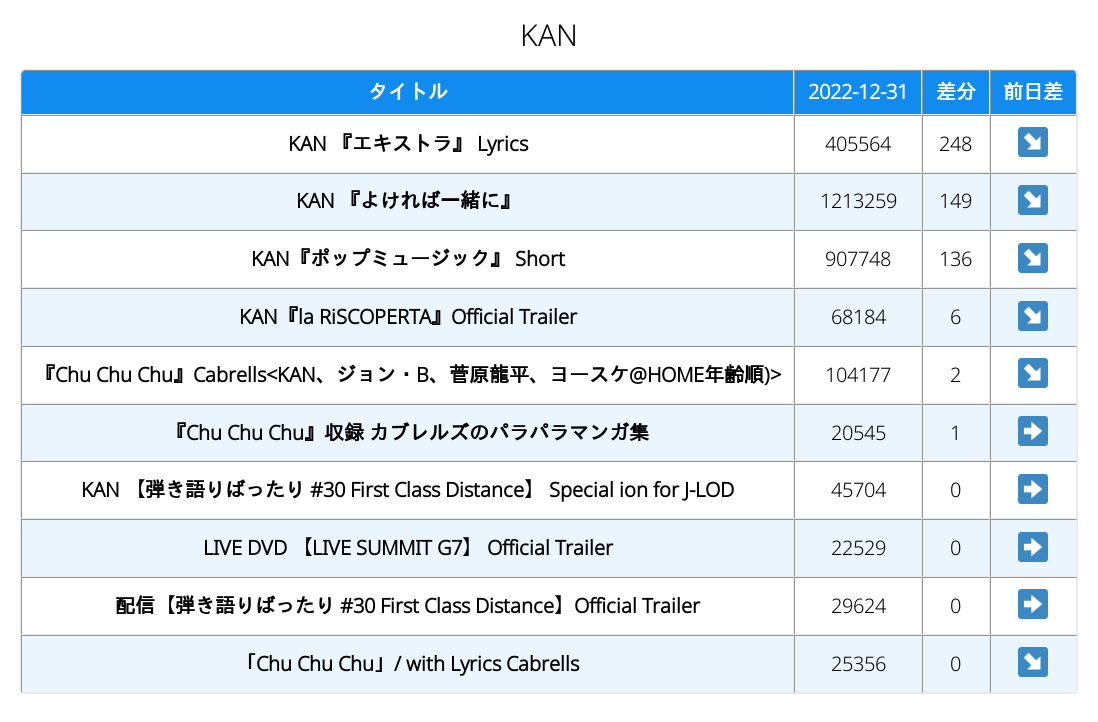 KAN
タイトル 2022-12-31 差分 前日差
KAN 『エキストラ』 Lyrics 405564 248 ↘
KAN 『よければ一緒に』 1213259 149 ↘
KAN『ポップミュージック』 Short 907748 136 ↘
KAN『la RiSCOPERTA』Official Trailer 68184 6 ↘
『Chu Chu Chu』Cabrells<KAN、ジョン・B、菅原龍平、ヨースケ@HOME年齢順)> 104177 2 ↘
『Chu Chu Chu』収録 カブレルズのパラパラマンガ集 20545 1 ➡
KAN 【弾き語りばったり #30 First Class Distance】 Special ion for J-LOD 45704 0 ➡
LIVE DVD 【LIVE SUMMIT G7】 Official Trailer 22529 0 ➡
配信【弾き語りばったり #30 First Class Distance】Official Trailer 29624 0 ➡
「Chu Chu Chu」/ with Lyrics Cabrells 25356 0 ↘